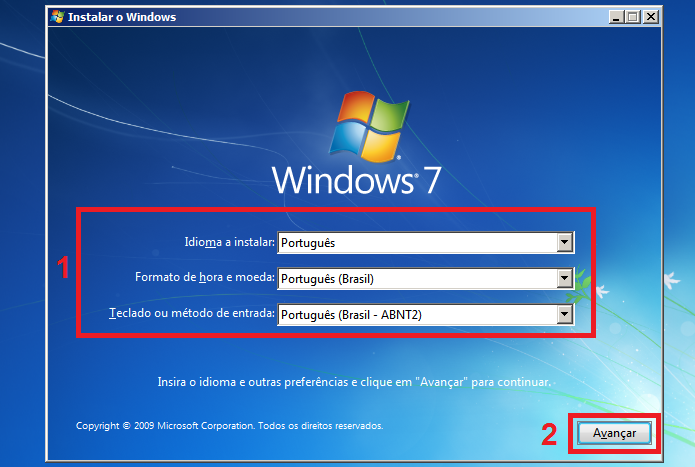 Instalar o Windows
Windows 7
1
Idioma a instalar: Português
Formato de hora e moeda: Português (Brasil)
Teclado ou método de entrada: Português (Brasil - ABNT2)
Insira o idioma e outras preferências e clique em "Avançar" para continuar.
Copyright © 2009 Microsoft Corporation. Todos os direitos reservados.
2
Avançar